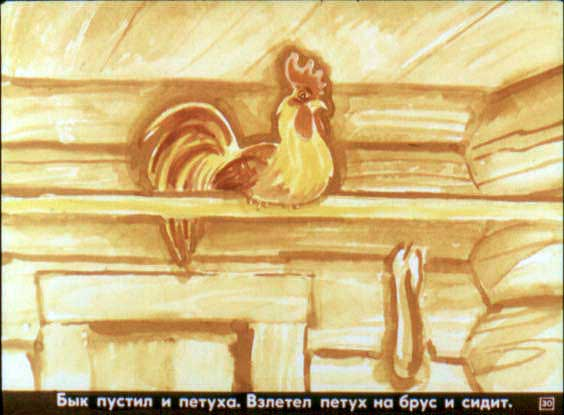 Бык пустил и петуха. Взлетел петух на брус и сидит. 30